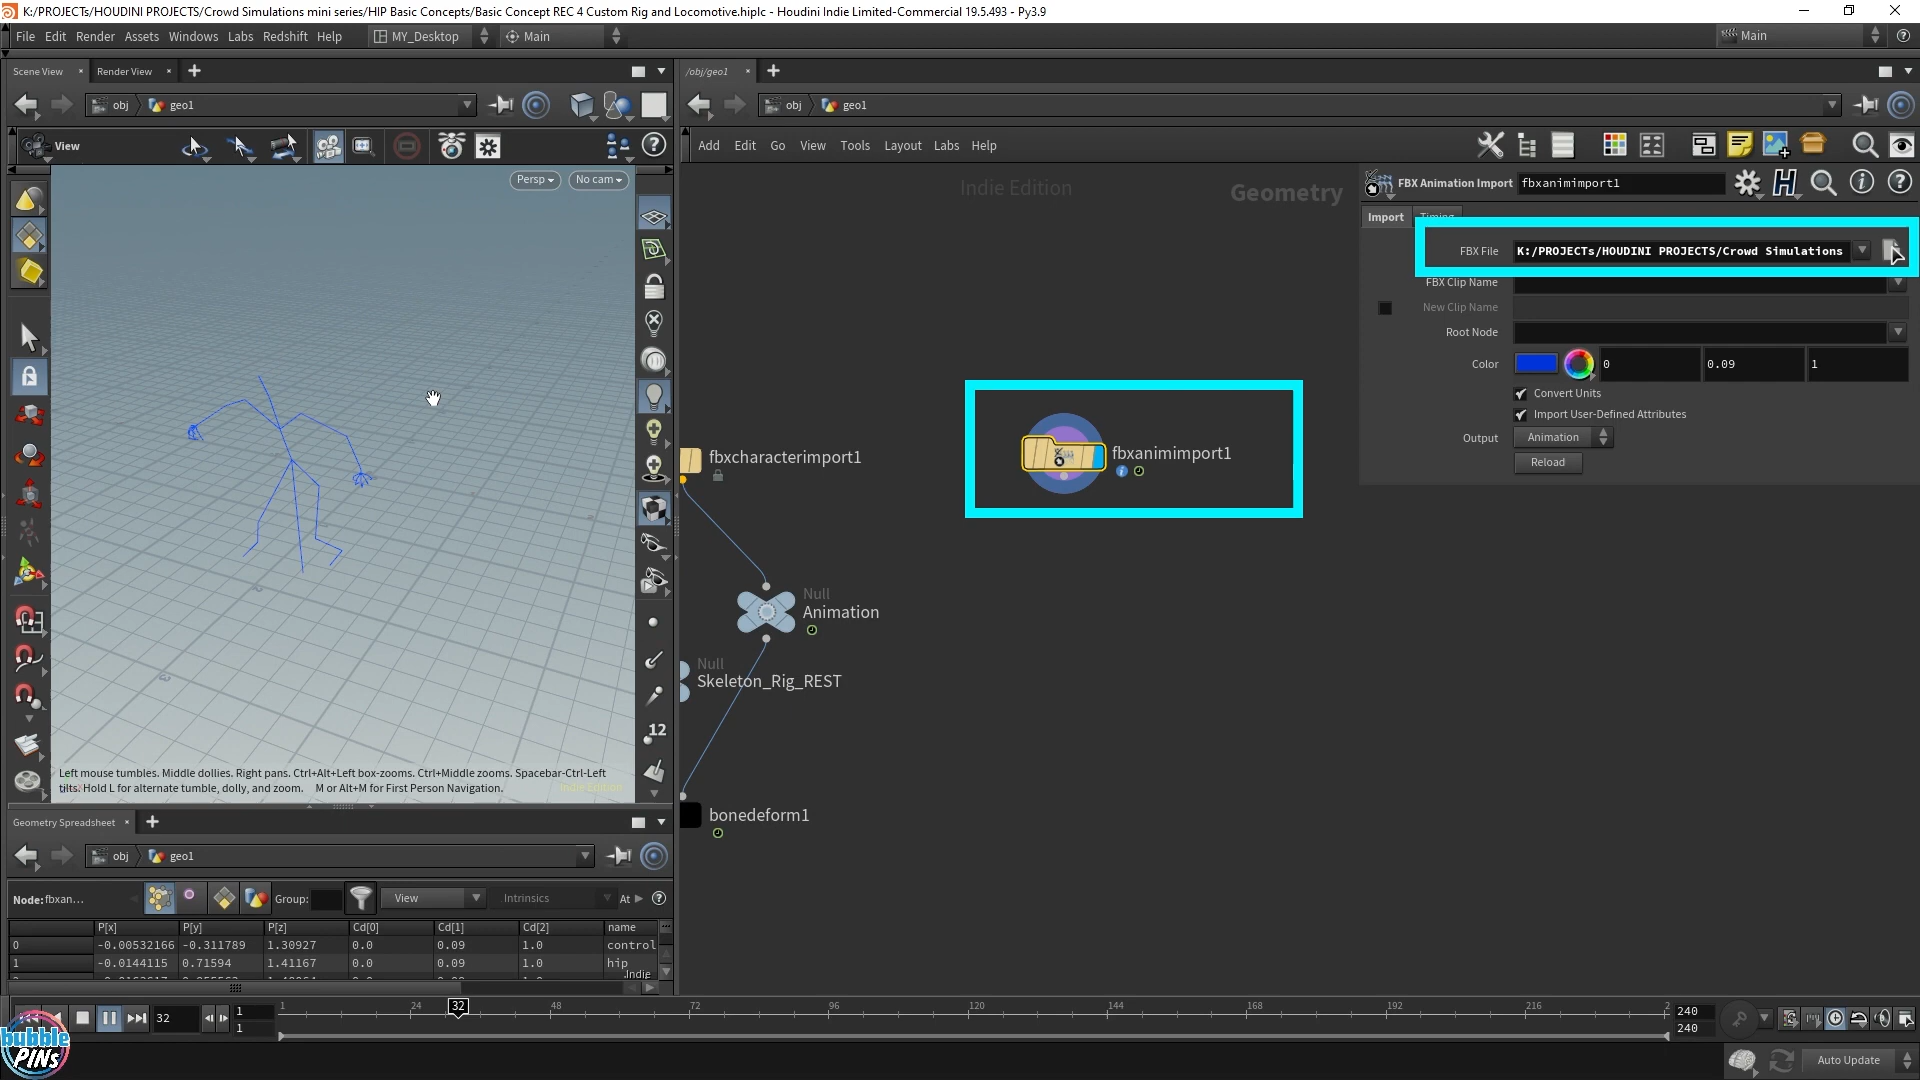 K:/PROJECTs/HOUDINI PROJECTS/Crowd Simulations mini series/HIP Basic Concepts/Basic Concept REC 4 Custom Rig and Locomotive.hiplc - Houdini Indie Limited-Commercial 19.5.493 - Py3.9
File Edit Render Assets Windows Labs Redshift Help MY_Desktop Main Main
Scene View Render View
/obj/geo1
obj geo1
obj geo1
View
Add Edit Go View Tools Layout Labs Help
Persp No cam
Indie Edition
Geometry
FBX Animation Import fbxanimimport1
Import Timing
FBX File K:/PROJECTs/HOUDINI PROJECTS/Crowd Simulations
FBX Clip Name
New Clip Name
Root Node
Color 0 0.09 1
Convert Units
Import User-Defined Attributes
Output Animation
Reload
fbxcharacterimport1
fbxanimimport1
Null
Animation
Null
Skeleton_Rig_REST
bonedeform1
12
Left mouse tumbles. Middle dollies. Right pans. Ctrl+Alt+Left box-zooms. Ctrl+Middle zooms. Spacebar-Ctrl-Left
tilts. Hold L for alternate tumble, dolly, and zoom. M or Alt+M for First Person Navigation.
Indie Edition
Geometry Spreadsheet
obj geo1
Node: fbxan... Group: View Intrinsics At
P[x] P[y] P[z] Cd[0] Cd[1] Cd[2] name
0 -0.00532166 -0.311789 1.30927 0.0 0.09 1.0 control
1 -0.0144115 0.71594 1.41167 0.0 0.09 1.0 hip
Indie
1 24 32 48 72 96 120 144 168 192 216 2
32 1 240
1 240
bubble
PINs
Auto Update